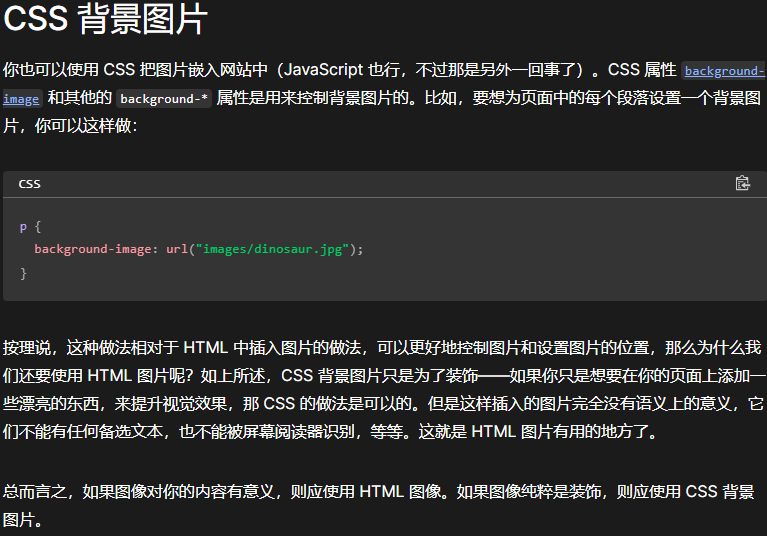 CSS 背景图片
你也可以使用 CSS 把图片嵌入网站中（JavaScript 也行，不过那是另外一回事了）。CSS 属性 background-
image 和其他的 background-* 属性是用来控制背景图片的。比如，要想为页面中的每个段落设置一个背景图
片，你可以这样做：
CSS
p {
  background-image: url("images/dinosaur.jpg");
}
按理说，这种做法相对于 HTML 中插入图片的做法，可以更好地控制图片和设置图片的位置，那么为什么我
们还要使用 HTML 图片呢？如上所述，CSS 背景图片只是为了装饰——如果你只是想要在你的页面上添加一
些漂亮的东西，来提升视觉效果，那 CSS 的做法是可以的。但是这样插入的图片完全没有语义上的意义，它
们不能有任何备选文本，也不能被屏幕阅读器识别，等等。这就是 HTML 图片有用的地方了。
总而言之，如果图像对你的内容有意义，则应使用 HTML 图像。如果图像纯粹是装饰，则应使用 CSS 背景
图片。